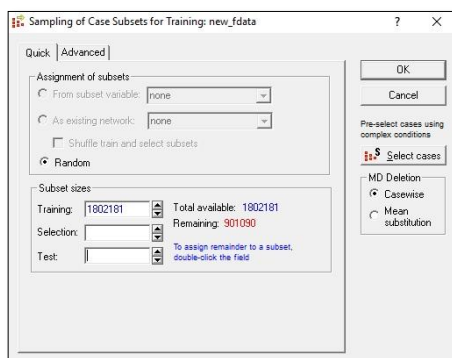 Sampling of Case Subsets for Training: new_fdata
?
Quick
Advanced
Assignment of subsets
From subset variable: none
As existing network: none
Shuffle train and select subsets
Random
Subset sizes
Training: 1802181
Total available: 1802181
Selection:
Remaining: 901090
Test:
To assign remainder to a subset,
double-click the field
OK
Cancel
Pre-select cases using
complex conditions
S Select cases
MD Deletion
Casewise
Mean
substitution